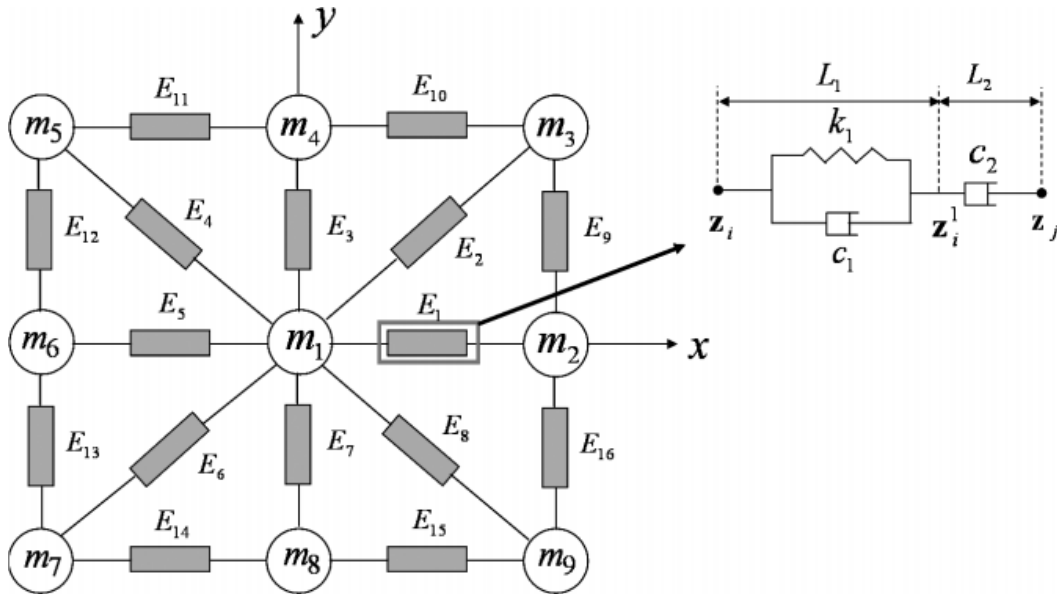 y
E₁₁ E₁₀
m₅ m₄ m₃
E₁₂ E₄ E₃ E₂ E₉
E₅ E₁
m₆ m₁ m₂ x
E₁₃ E₆ E₇ E₈ E₁₆
E₁₄ E₁₅
m₇ m₈ m₉
L₁ L₂
k₁
c₂
zᵢ zᵢ¹ zⱼ
c₁